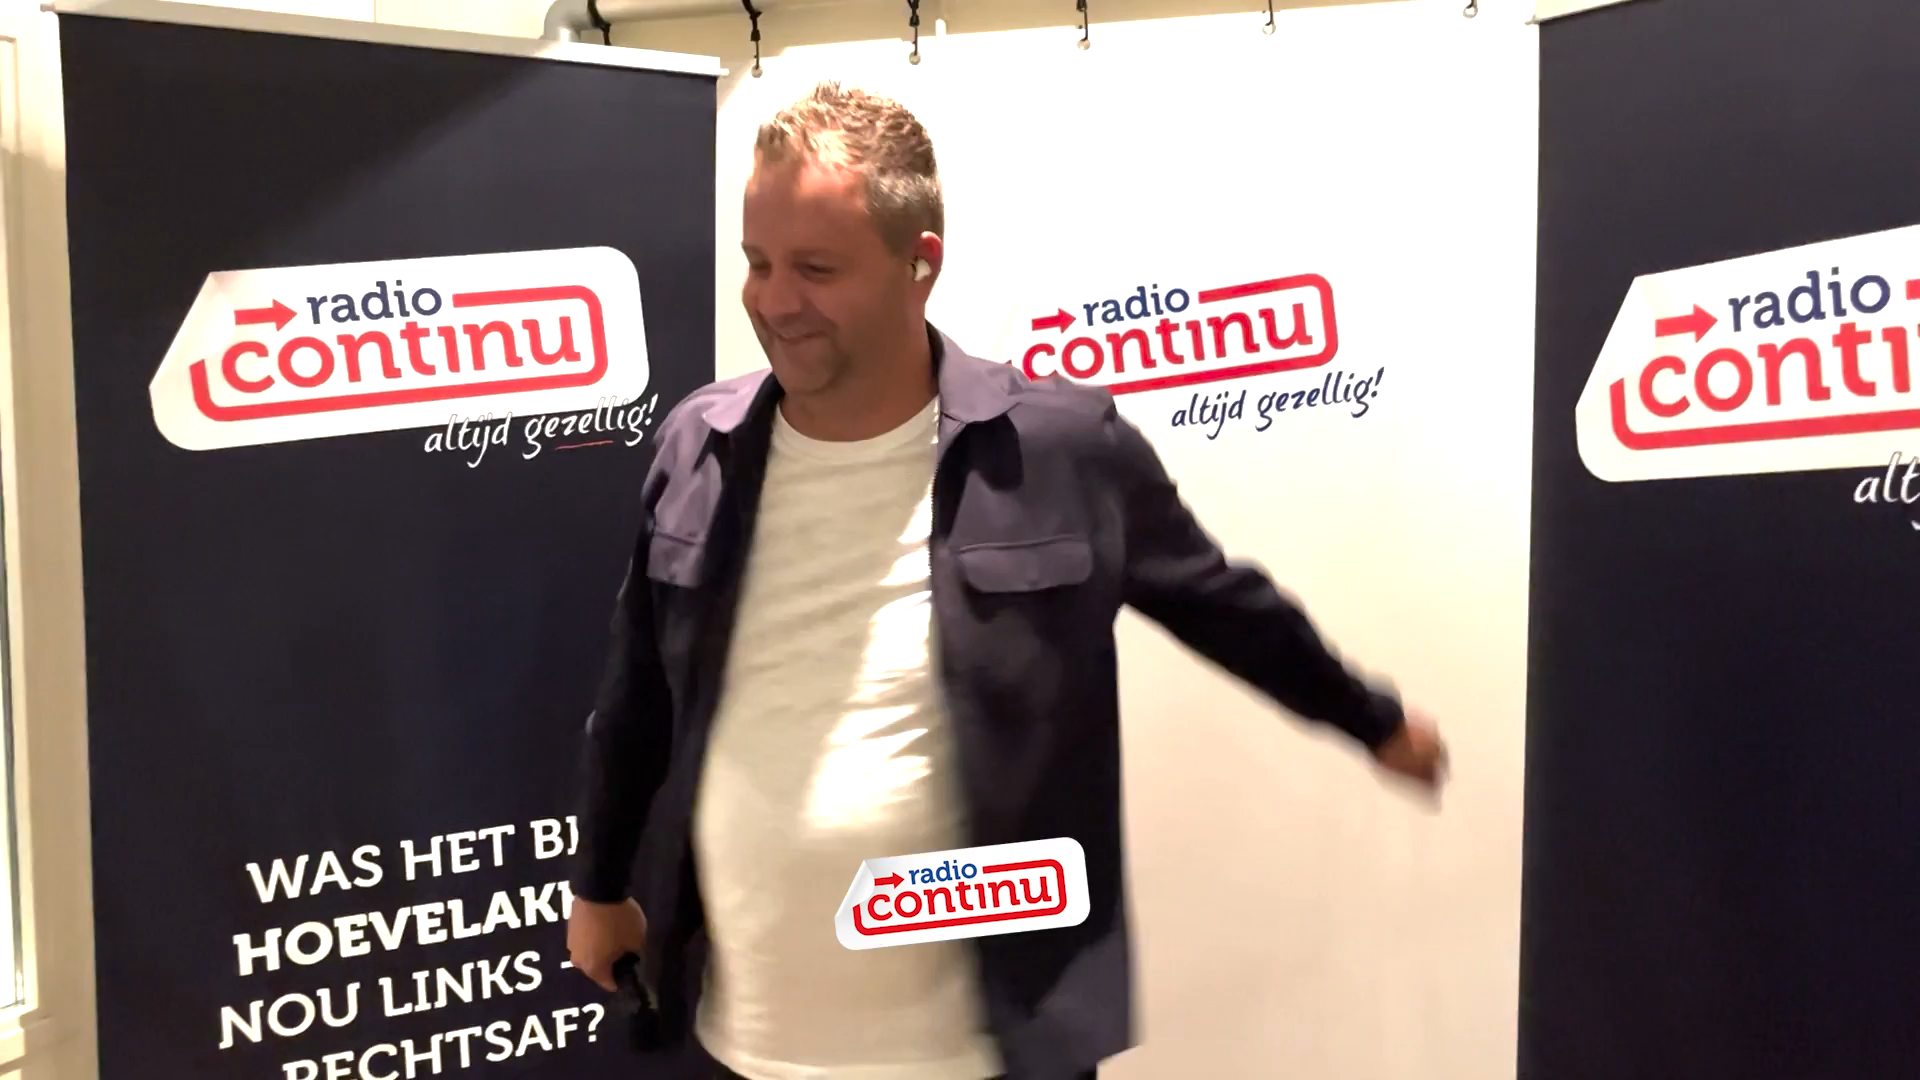 radio
continu
altijd gezellig!
WAS HET BI
HOEVELAK
NOU LINKS -
RECHTSAF?
radio
continu
altijd gezellig!
radio
conti
alt
radio
continu